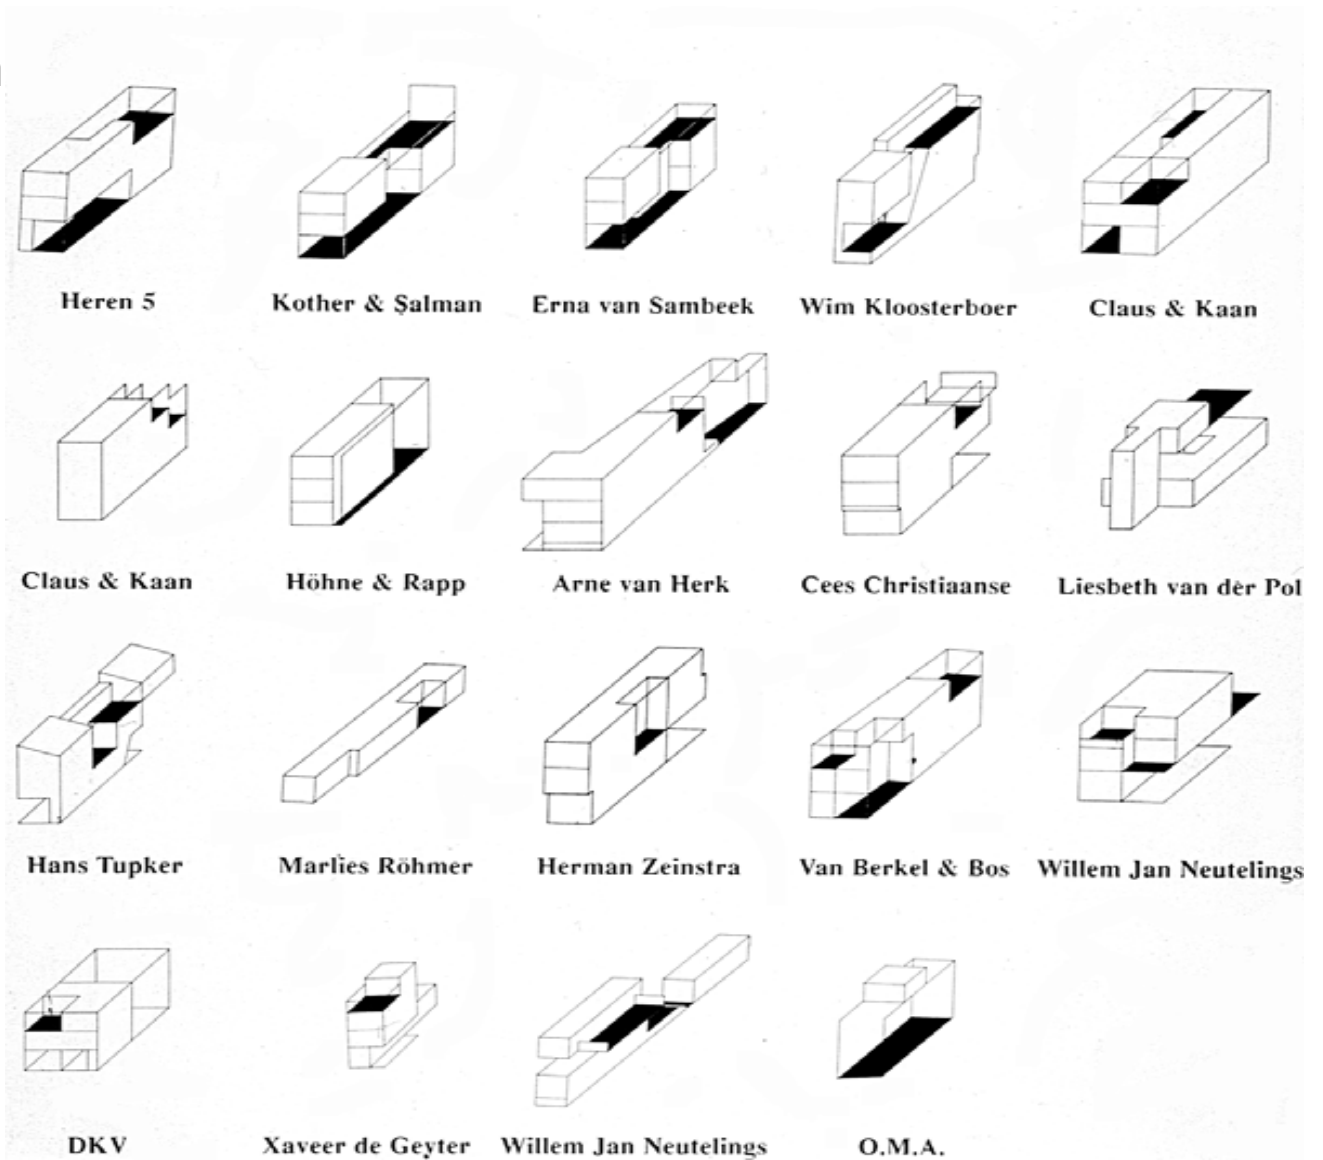 Heren 5
Kother & Salman
Erna van Sambeek
Wim Kloosterboer
Claus & Kaan
Claus & Kaan
Höhne & Rapp
Arne van Herk
Cees Christiaanse
Liesbeth van der Pol
Hans Tupker
Marlies Röhmer
Herman Zeinstra
Van Berkel & Bos
Willem Jan Neutelings
DKV
Xaveer de Geyter
Willem Jan Neutelings
O.M.A.